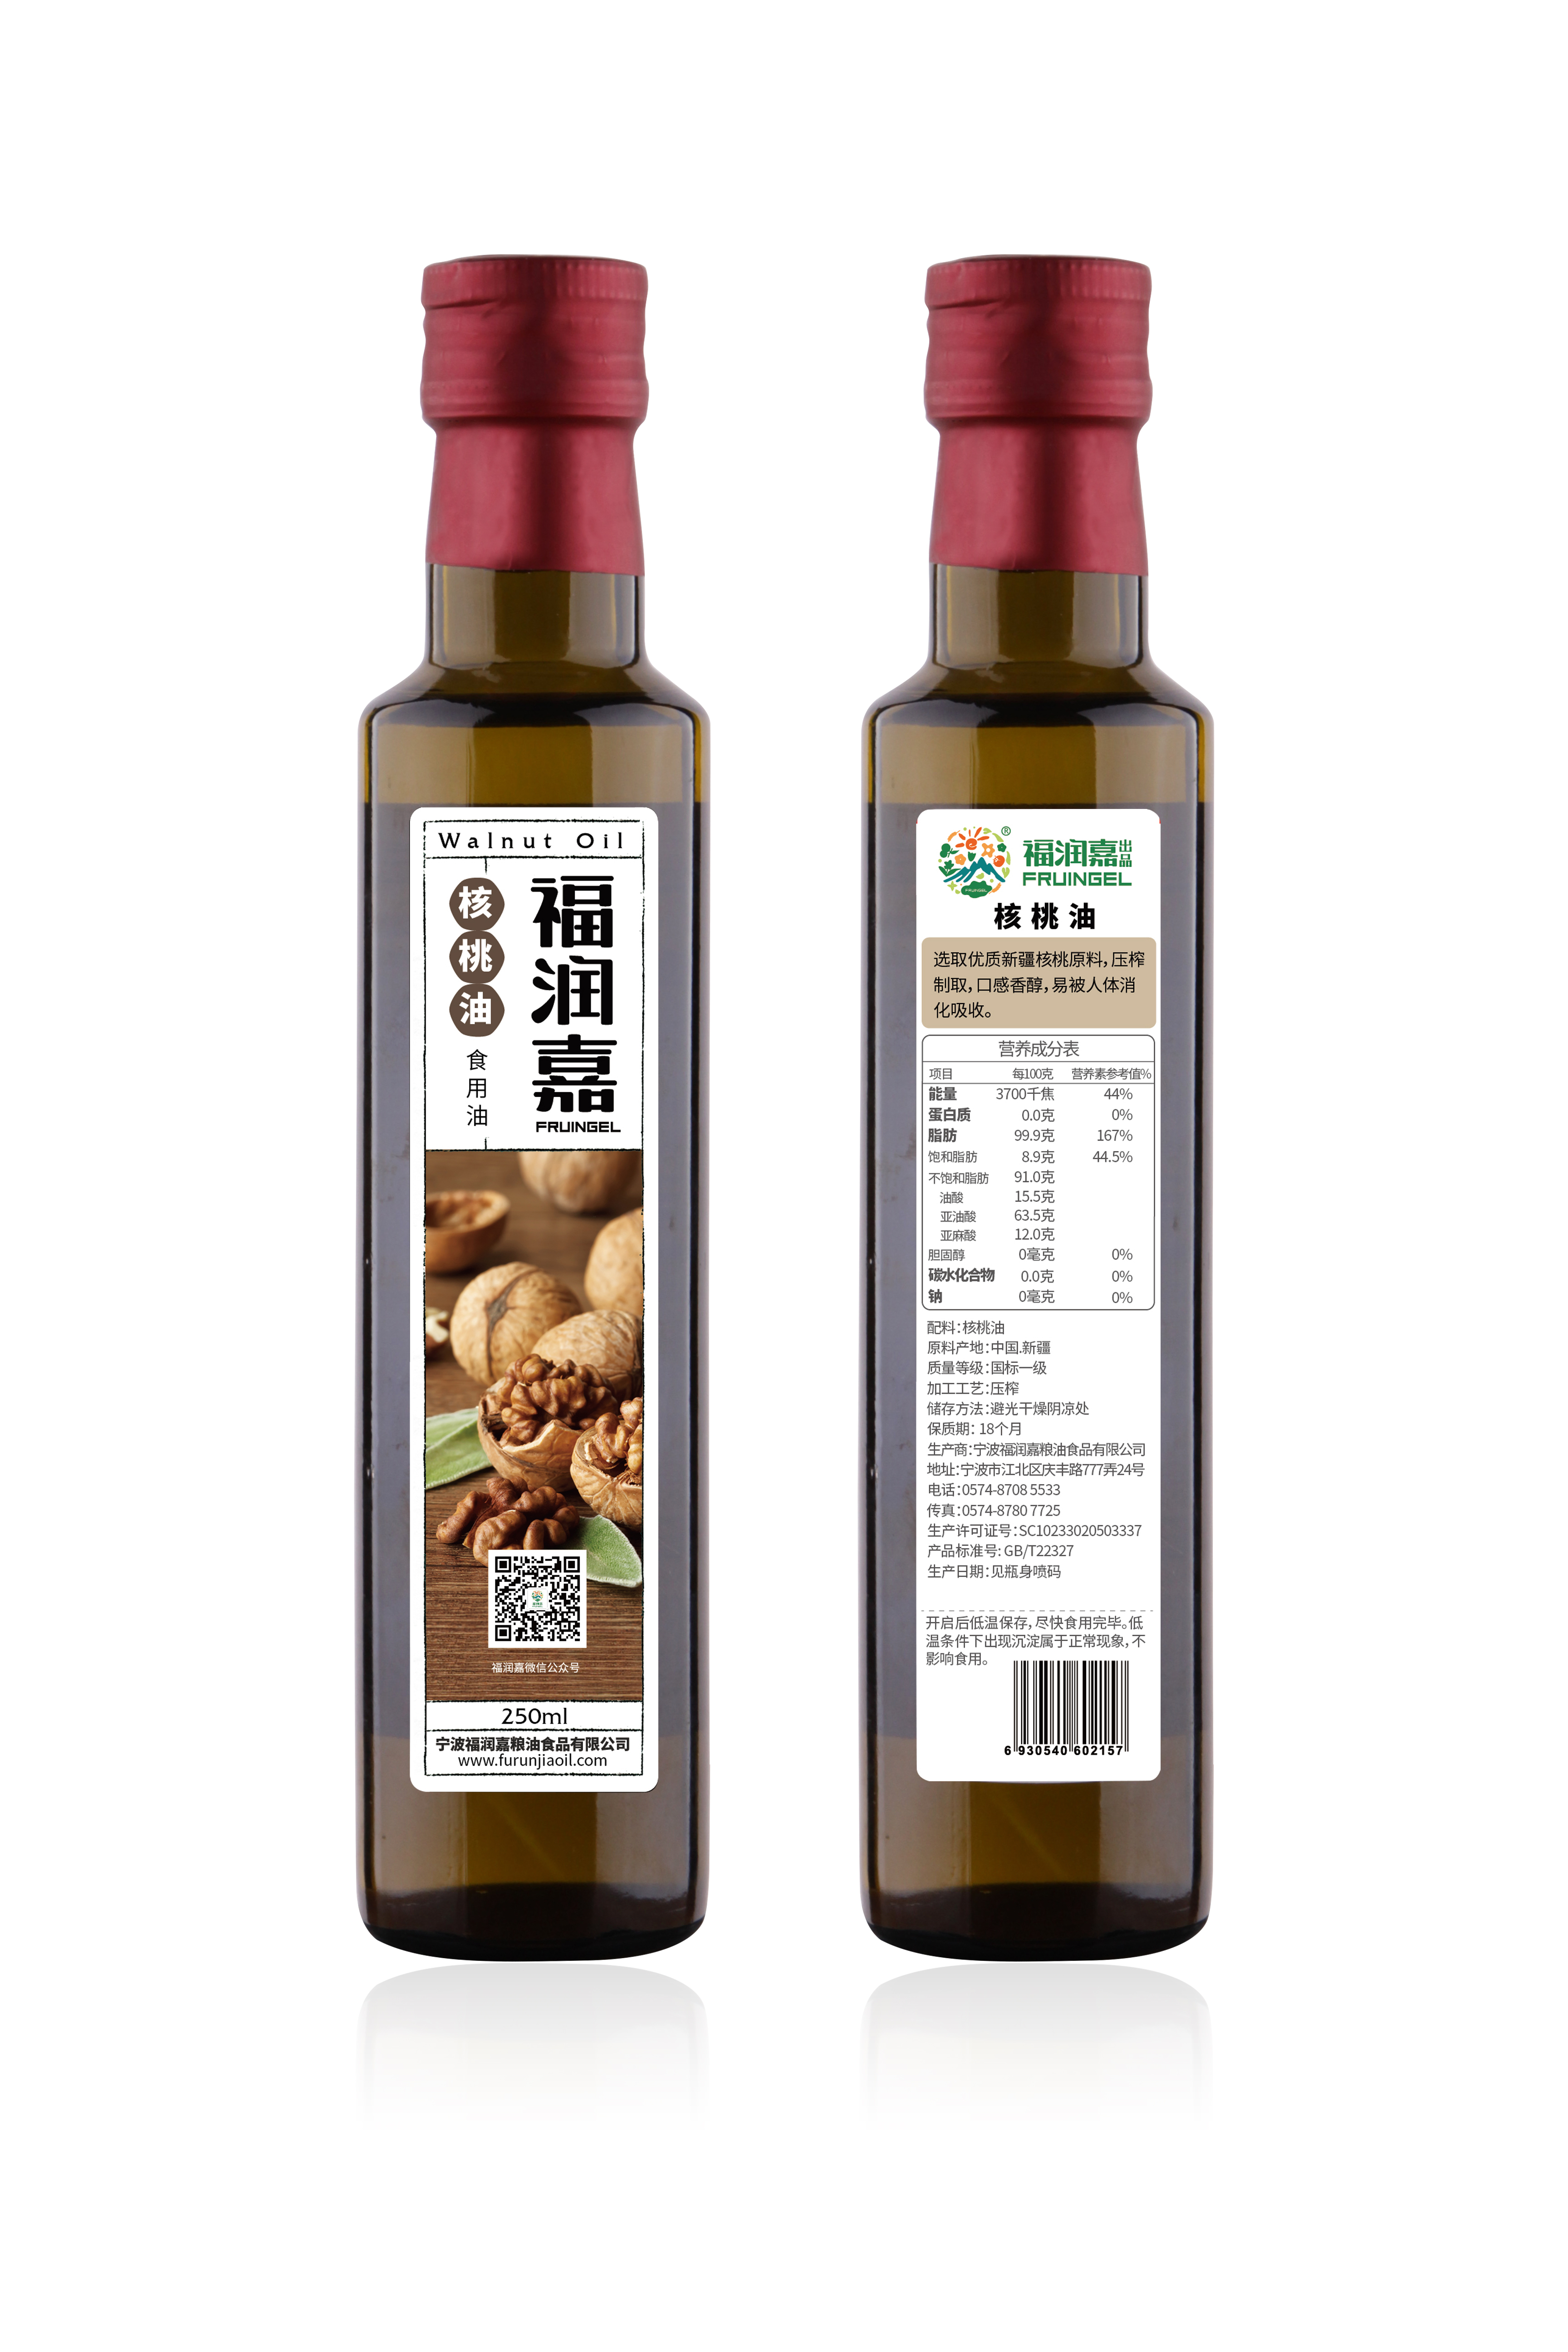 Walnut Oil
核桃油
食用油
福润嘉
FRUINGEL
福润嘉微信公众号
250ml
宁波福润嘉粮油食品有限公司
www.furunjiaoil.com
®
福润嘉出品
FRUINGEL
FRUINGEL
核桃油
选取优质新疆核桃原料,压榨
制取,口感香醇,易被人体消
化吸收。
营养成分表
项目 每100克 营养素参考值%
能量 3700千焦 44%
蛋白质 0.0克 0%
脂肪 99.9克 167%
饱和脂肪 8.9克 44.5%
不饱和脂肪 91.0克
油酸 15.5克
亚油酸 63.5克
亚麻酸 12.0克
胆固醇 0毫克 0%
碳水化合物 0.0克 0%
钠 0毫克 0%
配料:核桃油
原料产地:中国.新疆
质量等级:国标一级
加工工艺:压榨
储存方法:避光干燥阴凉处
保质期: 18个月
生产商:宁波福润嘉粮油食品有限公司
地址:宁波市江北区庆丰路777弄24号
电话:0574-8708 5533
传真:0574-8780 7725
生产许可证号:SC10233020503337
产品标准号: GB/T22327
生产日期:见瓶身喷码
开启后低温保存,尽快食用完毕。低
温条件下出现沉淀属于正常现象,不
影响食用。
6 930540 602157